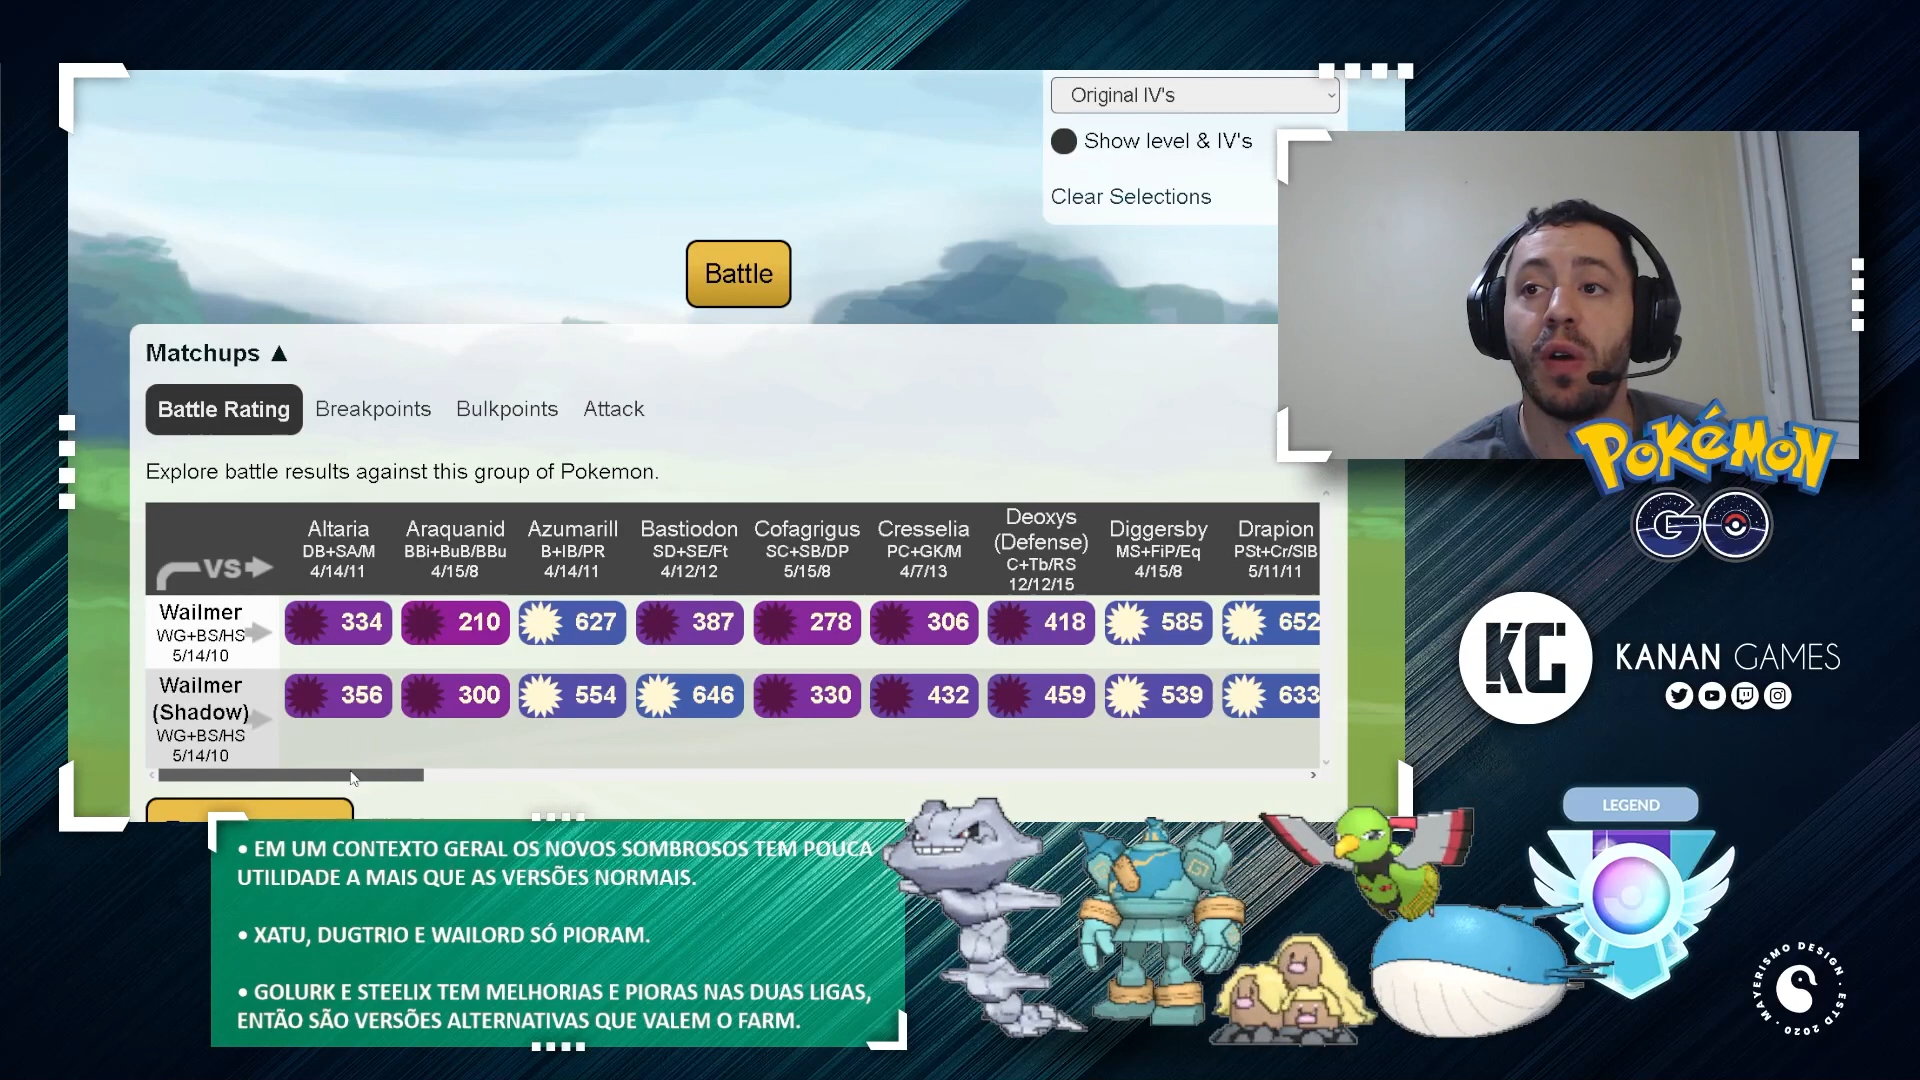 Original IV's
Show level & IV's
Clear Selections
Battle
Matchups ▲
Battle Rating Breakpoints Bulkpoints Attack
Explore battle results against this group of Pokemon.
VS
Altaria
DB+SA/M
4/14/11
Araquanid
BBi+BuB/BBu
4/15/8
Azumarill
B+IB/PR
4/14/11
Bastiodon
SD+SE/Ft
4/12/12
Cofagrigus
SC+SB/DP
5/15/8
Cresselia
PC+GK/M
4/7/13
Deoxys
(Defense)
C+Tb/RS
12/12/15
Diggersby
MS+FiP/Eq
4/15/8
Drapion
PSt+Cr/SlB
5/11/11
Wailmer
WG+BS/HS
5/14/10
334 210 627 387 278 306 418 585 652
Wailmer
(Shadow)
WG+BS/HS
5/14/10
356 300 554 646 330 432 459 539 633
POKéMON
GO
KG
KANAN GAMES
LEGEND
• EM UM CONTEXTO GERAL OS NOVOS SOMBROSOS TEM POUCA
UTILIDADE A MAIS QUE AS VERSÕES NORMAIS.
• XATU, DUGTRIO E WAILORD SÓ PIORAM.
• GOLURK E STEELIX TEM MELHORIAS E PIORAS NAS DUAS LIGAS,
ENTÃO SÃO VERSÕES ALTERNATIVAS QUE VALEM O FARM.
MAYERISMO DESIGN · ESTD 2020 ·